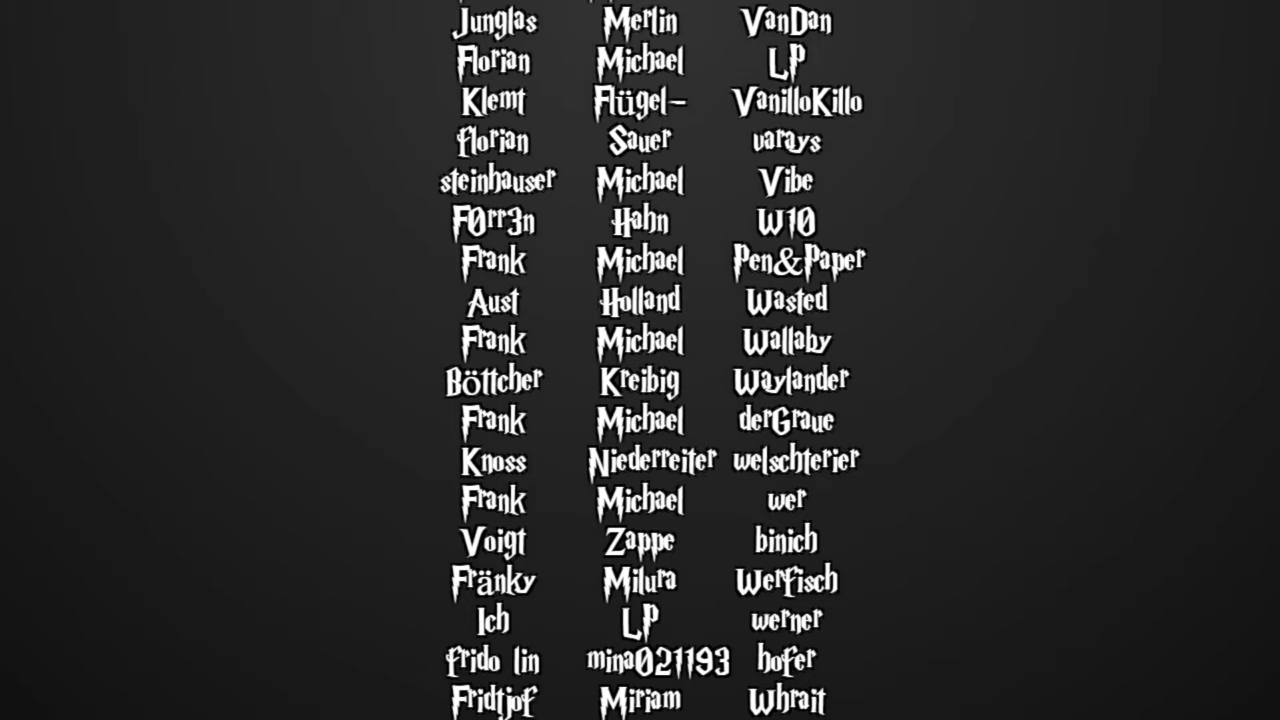 Junglas Merlin VanDan
Florian Michael LP
Klemt Flügel- VanilloKillo
florian Sauer varays
steinhauser Michael Vibe
F0rr3n Hahn W10
Frank Michael Pen&Paper
Aust Holland Wasted
Frank Michael Wallaby
Böttcher Kreibig Waylander
Frank Michael derGraue
Knoss Niederreiter welschterier
Frank Michael wer
Voigt Zappe binich
Fränky Milura Werfisch
Ich LP werner
frido lin mina021193 hofer
Fridtjof Miriam Whrait